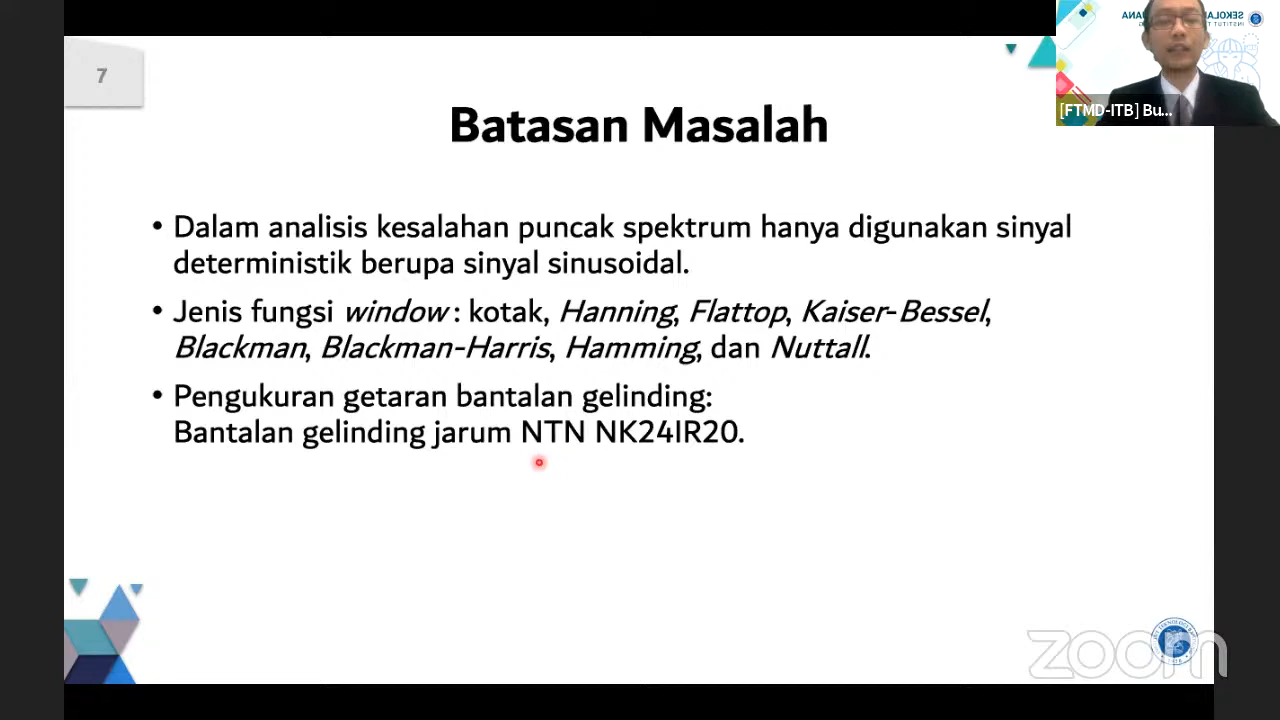 7
Batasan Masalah
• Dalam analisis kesalahan puncak spektrum hanya digunakan sinyal
deterministik berupa sinyal sinusoidal.
• Jenis fungsi window : kotak, Hanning, Flattop, Kaiser-Bessel,
Blackman, Blackman-Harris, Hamming, dan Nuttall.
• Pengukuran getaran bantalan gelinding:
Bantalan gelinding jarum NTN NK24IR20.
[FTMD-ITB] Bu...
zoom